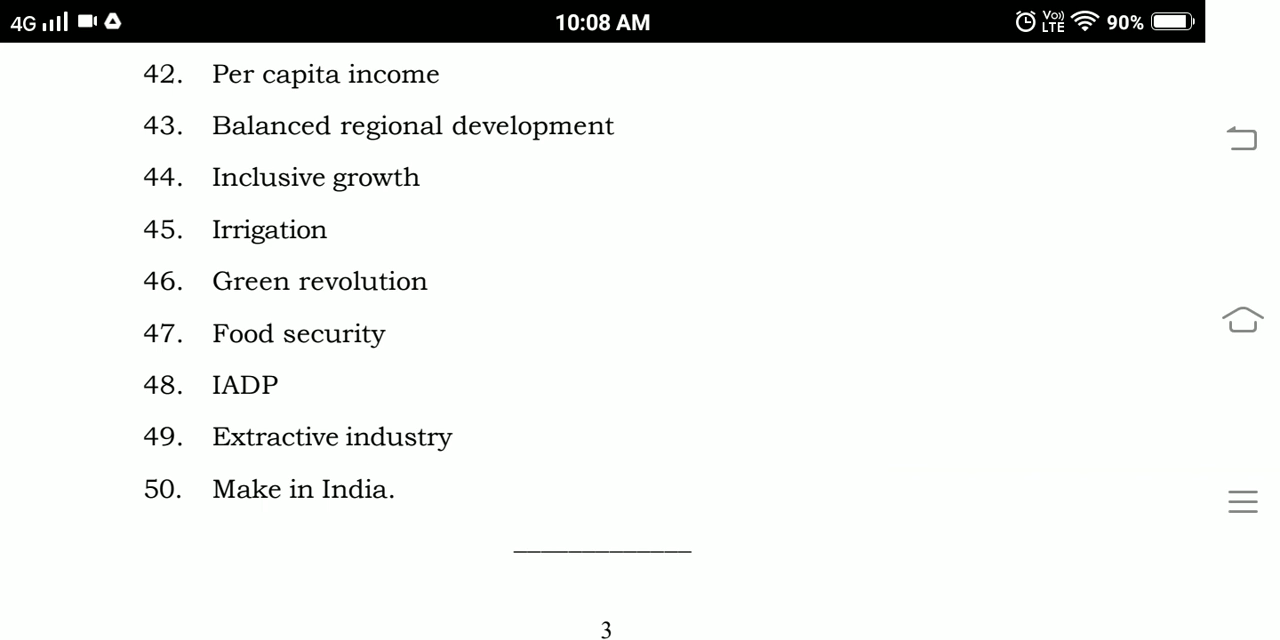 4G 10:08 AM Vo)) LTE 90%
42. Per capita income
43. Balanced regional development
44. Inclusive growth
45. Irrigation
46. Green revolution
47. Food security
48. IADP
49. Extractive industry
50. Make in India.
_____________
3